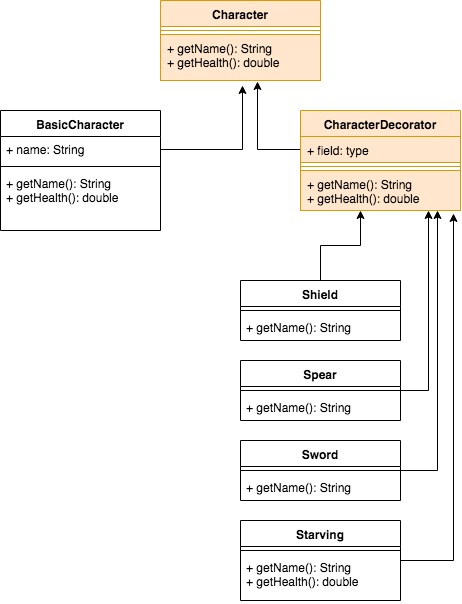 Character
+ getName(): String
+ getHealth(): double
BasicCharacter
+ name: String
+ getName(): String
+ getHealth(): double
CharacterDecorator
+ field: type
+ getName(): String
+ getHealth(): double
Shield
+ getName(): String
Spear
+ getName(): String
Sword
+ getName(): String
Starving
+ getName(): String
+ getHealth(): double